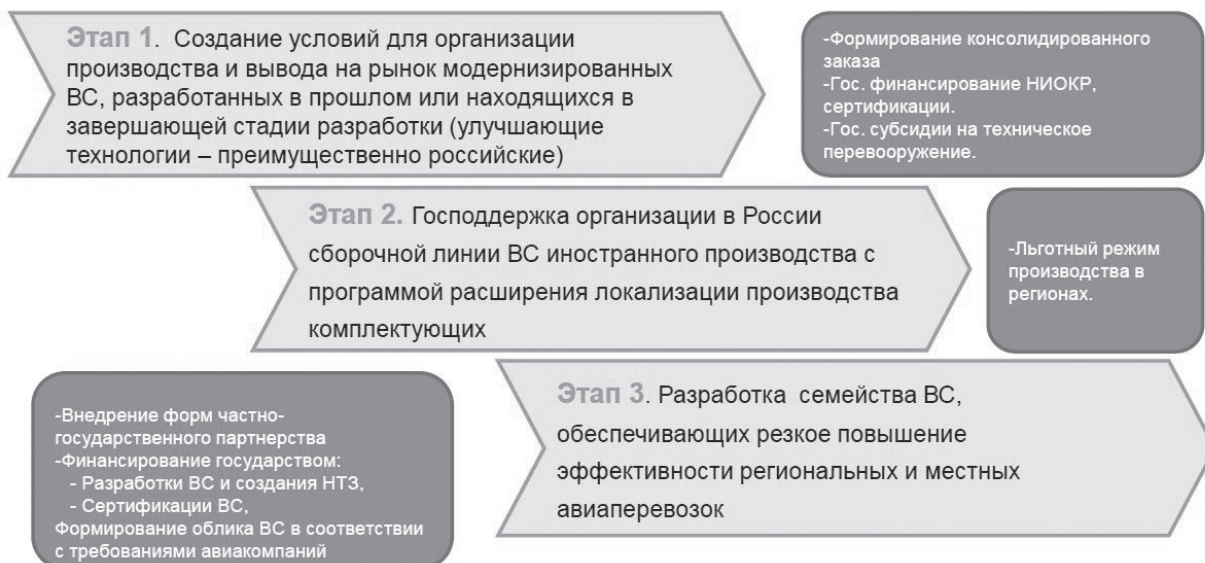 Этап 1. Создание условий для организации
производства и вывода на рынок модернизированных
ВС, разработанных в прошлом или находящихся в
завершающей стадии разработки (улучшающие
технологии – преимущественно российские)
-Формирование консолидированного
заказа
-Гос. финансирование НИОКР,
сертификации.
-Гос. субсидии на техническое
перевооружение.
Этап 2. Господдержка организации в России
сборочной линии ВС иностранного производства с
программой расширения локализации производства
комплектующих
-Льготный режим
производства в
регионах.
-Внедрение форм частно-
государственного партнерства
-Финансирование государством:
- Разработки ВС и создания НТЗ,
- Сертификации ВС,
Формирование облика ВС в соответствии
с требованиями авиакомпаний
Этап 3. Разработка семейства ВС,
обеспечивающих резкое повышение
эффективности региональных и местных
авиаперевозок